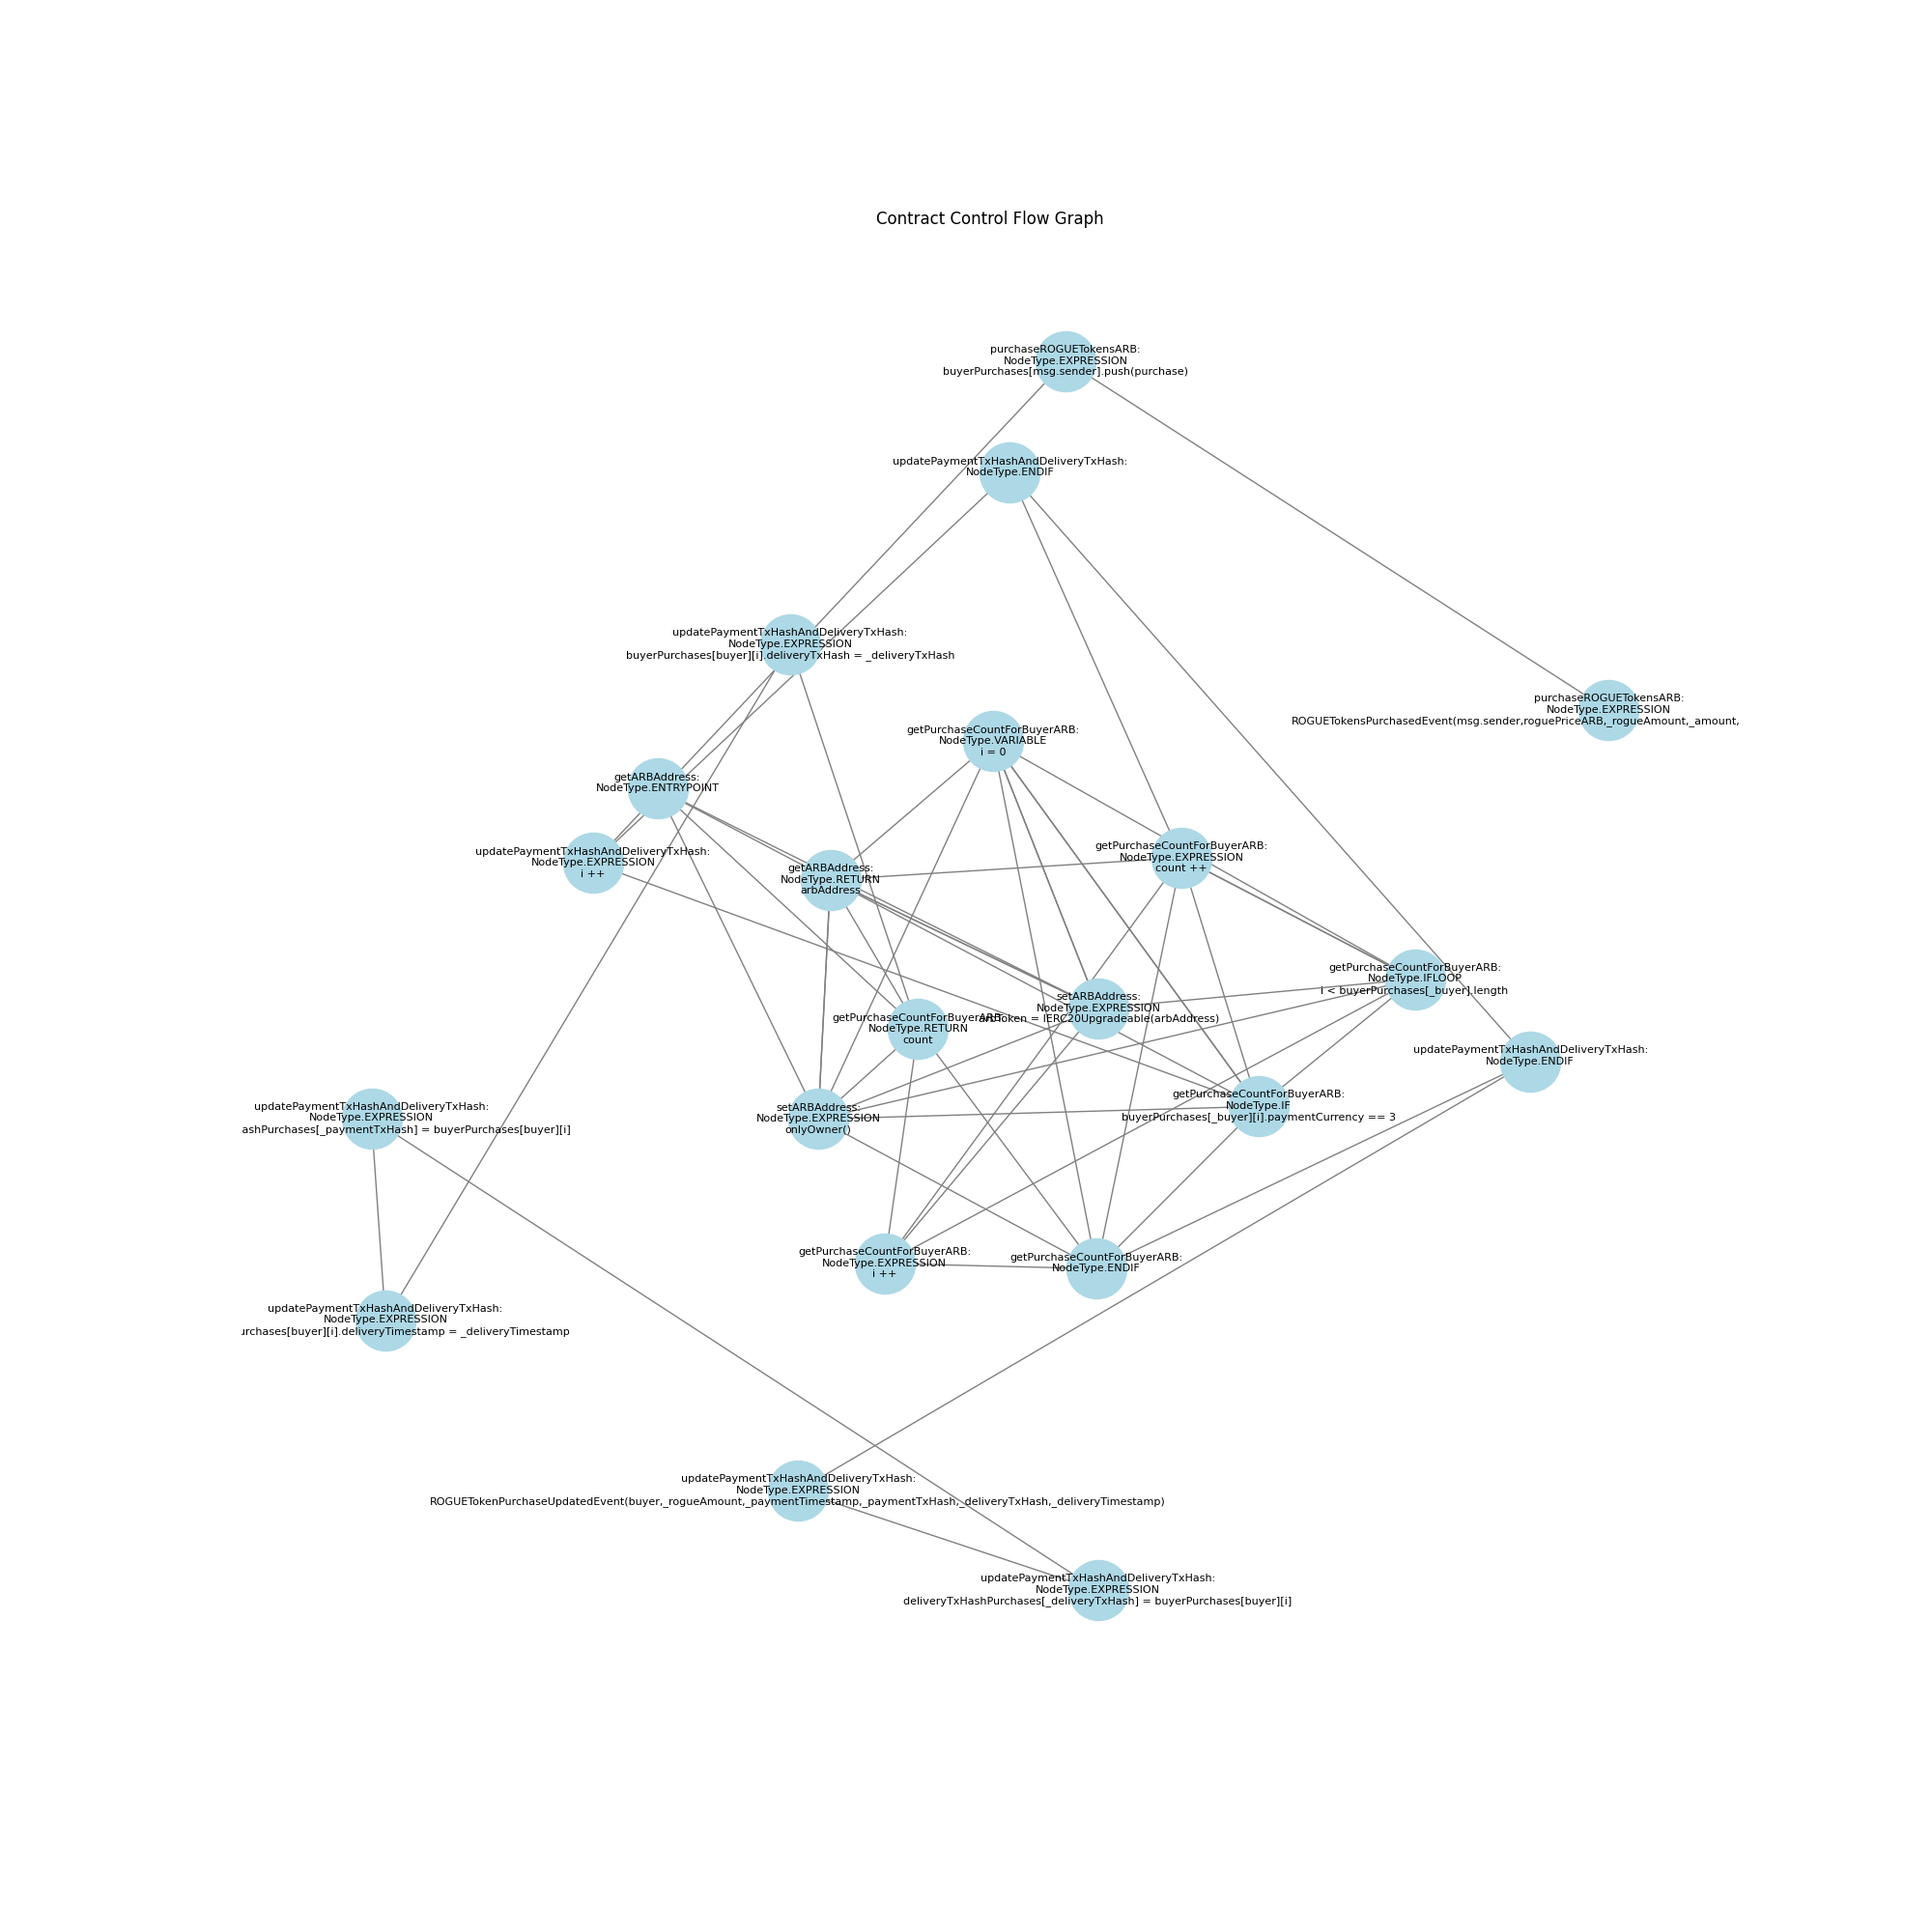 Contract Control Flow Graph
purchaseROGUETokensARB:
NodeType.EXPRESSION
buyerPurchases[msg.sender].push(purchase)
updatePaymentTxHashAndDeliveryTxHash:
NodeType.ENDIF
updatePaymentTxHashAndDeliveryTxHash:
NodeType.EXPRESSION
buyerPurchases[buyer][i].deliveryTxHash = _deliveryTxHash
purchaseROGUETokensARB:
NodeType.EXPRESSION
ROGUETokensPurchasedEvent(msg.sender,roguePriceARB,_rogueAmount,_amount,
getPurchaseCountForBuyerARB:
NodeType.VARIABLE
i = 0
getARBAddress:
NodeType.ENTRYPOINT
updatePaymentTxHashAndDeliveryTxHash:
NodeType.EXPRESSION
i ++
getARBAddress:
NodeType.RETURN
arbAddress
getPurchaseCountForBuyerARB:
NodeType.EXPRESSION
count ++
getPurchaseCountForBuyerARB:
NodeType.IFLOOP
i < buyerPurchases[_buyer].length
setARBAddress:
NodeType.EXPRESSION
arbToken = IERC20Upgradeable(arbAddress)
getPurchaseCountForBuyerARB:
NodeType.RETURN
count
updatePaymentTxHashAndDeliveryTxHash:
NodeType.ENDIF
getPurchaseCountForBuyerARB:
NodeType.IF
buyerPurchases[_buyer][i].paymentCurrency == 3
updatePaymentTxHashAndDeliveryTxHash:
NodeType.EXPRESSION
ashPurchases[_paymentTxHash] = buyerPurchases[buyer][i]
setARBAddress:
NodeType.EXPRESSION
onlyOwner()
getPurchaseCountForBuyerARB:
NodeType.EXPRESSION
i ++
getPurchaseCountForBuyerARB:
NodeType.ENDIF
updatePaymentTxHashAndDeliveryTxHash:
NodeType.EXPRESSION
urchases[buyer][i].deliveryTimestamp = _deliveryTimestamp
updatePaymentTxHashAndDeliveryTxHash:
NodeType.EXPRESSION
ROGUETokenPurchaseUpdatedEvent(buyer,_rogueAmount,_paymentTimestamp,_paymentTxHash,_deliveryTxHash,_deliveryTimestamp)
updatePaymentTxHashAndDeliveryTxHash:
NodeType.EXPRESSION
deliveryTxHashPurchases[_deliveryTxHash] = buyerPurchases[buyer][i]